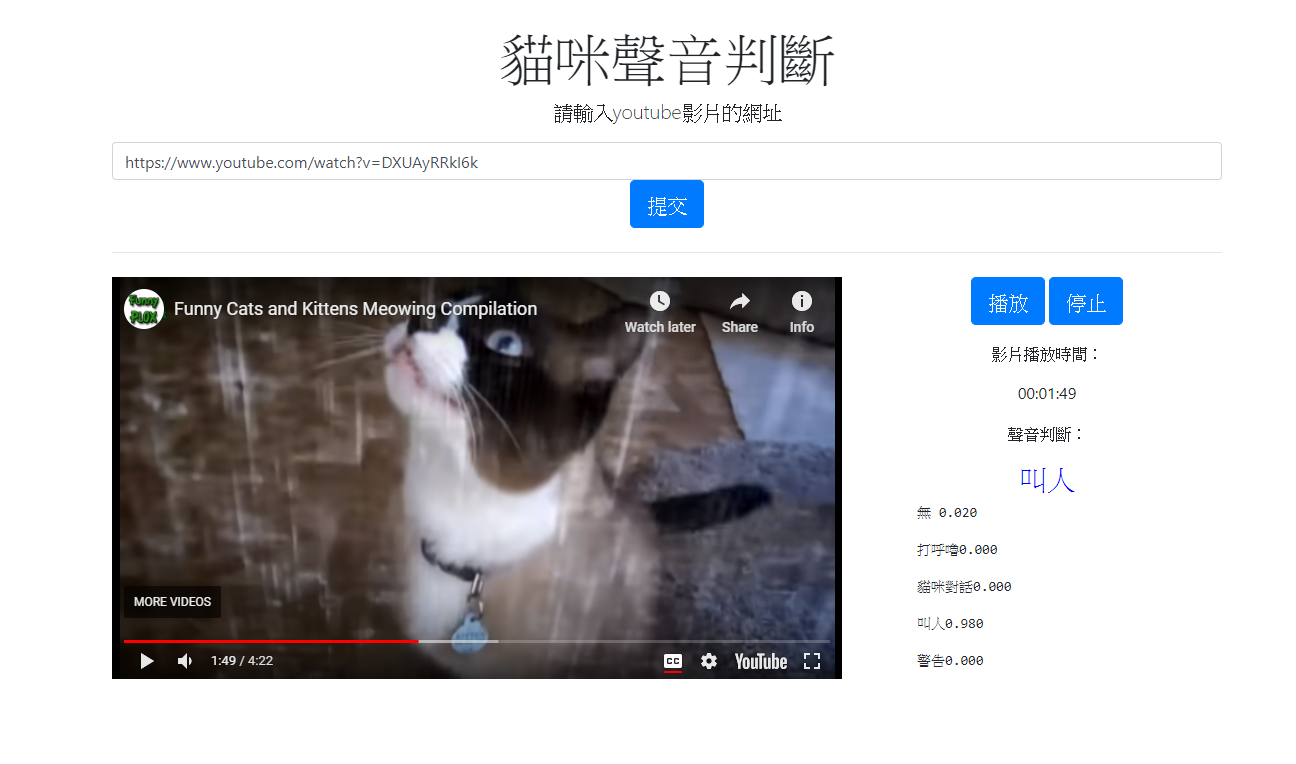 貓咪聲音判斷
請輸入youtube影片的網址
https://www.youtube.com/watch?v=DXUAyRRkI6k
提交
Funny PLOX
Funny Cats and Kittens Meowing Compilation
Watch later
Share
Info
MORE VIDEOS
1:49 / 4:22
CC
YouTube
播放
停止
影片播放時間：
00:01:49
聲音判斷：
叫人
無 0.020
打呼嚕0.000
貓咪對話0.000
叫人0.980
警告0.000